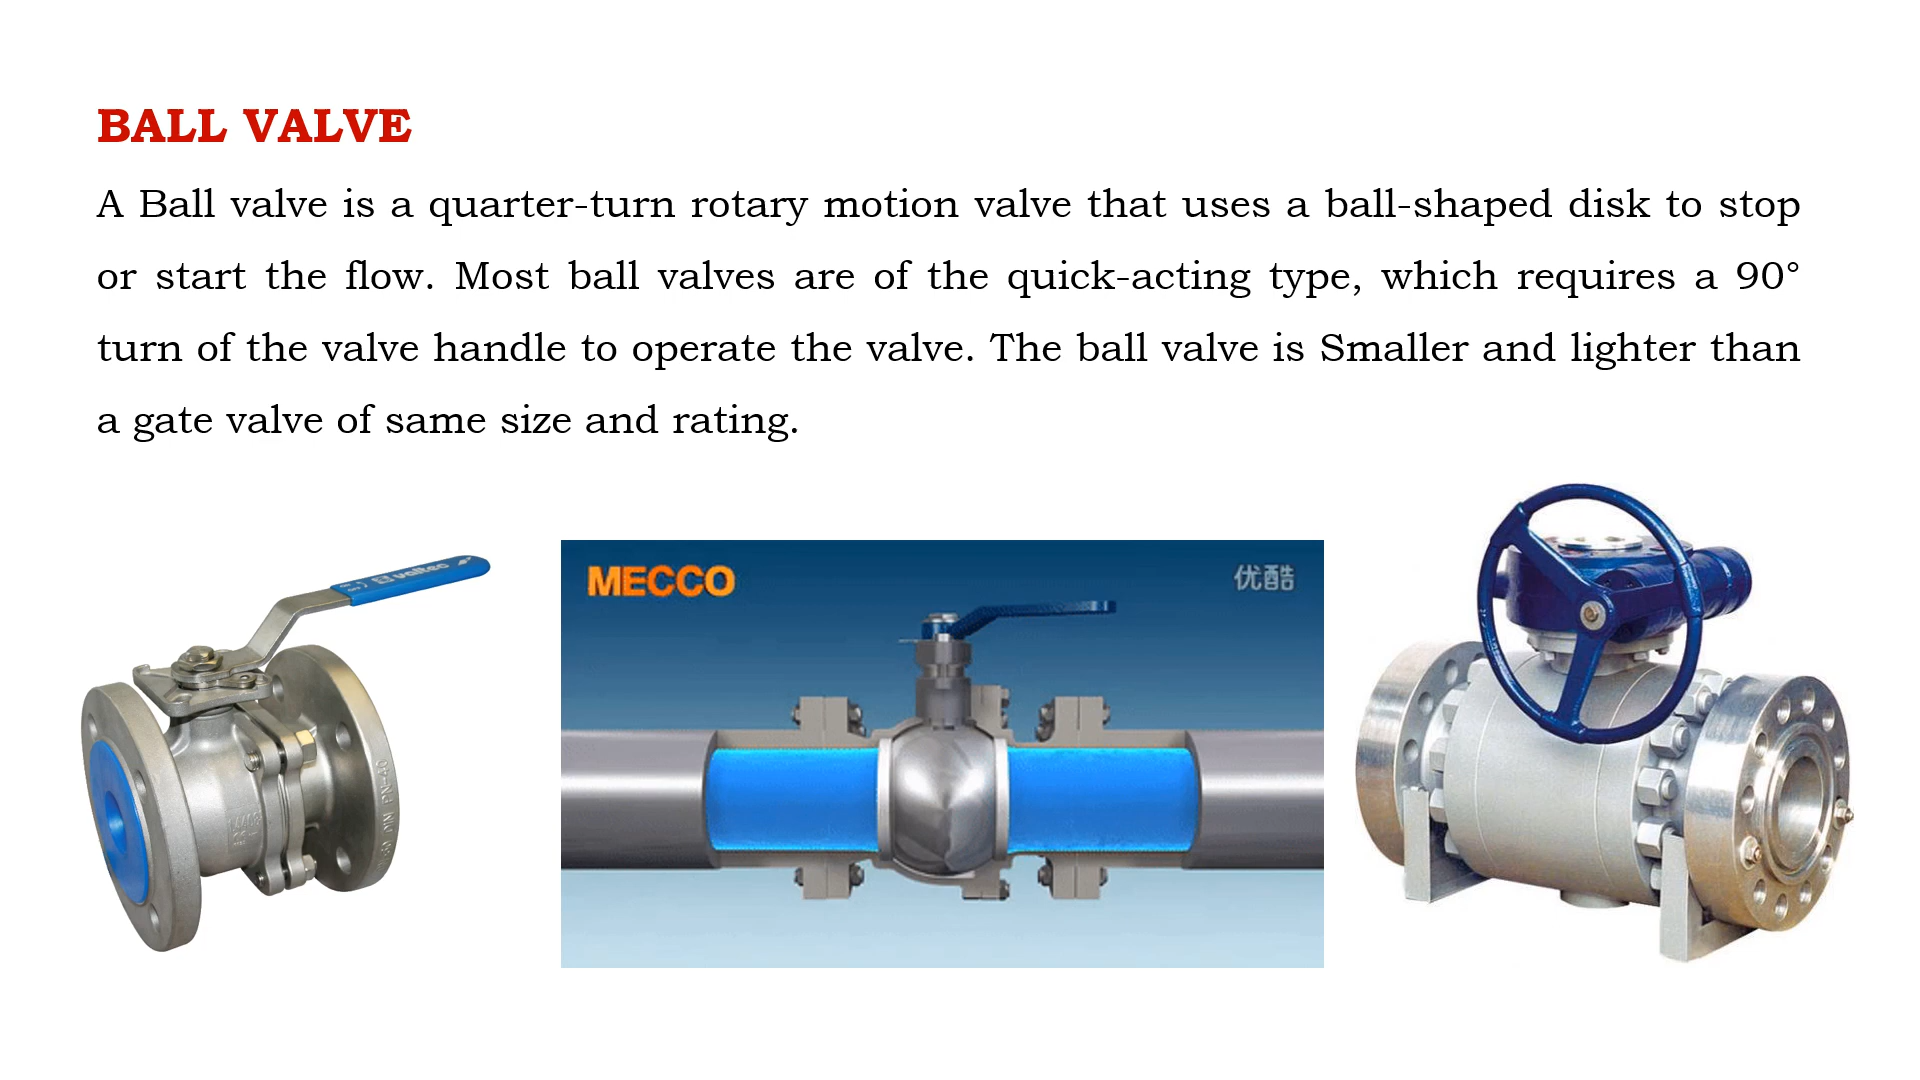 BALL VALVE
A Ball valve is a quarter-turn rotary motion valve that uses a ball-shaped disk to stop
or start the flow. Most ball valves are of the quick-acting type, which requires a 90°
turn of the valve handle to operate the valve. The ball valve is Smaller and lighter than
a gate valve of same size and rating.
valtec
MECCO
优酷